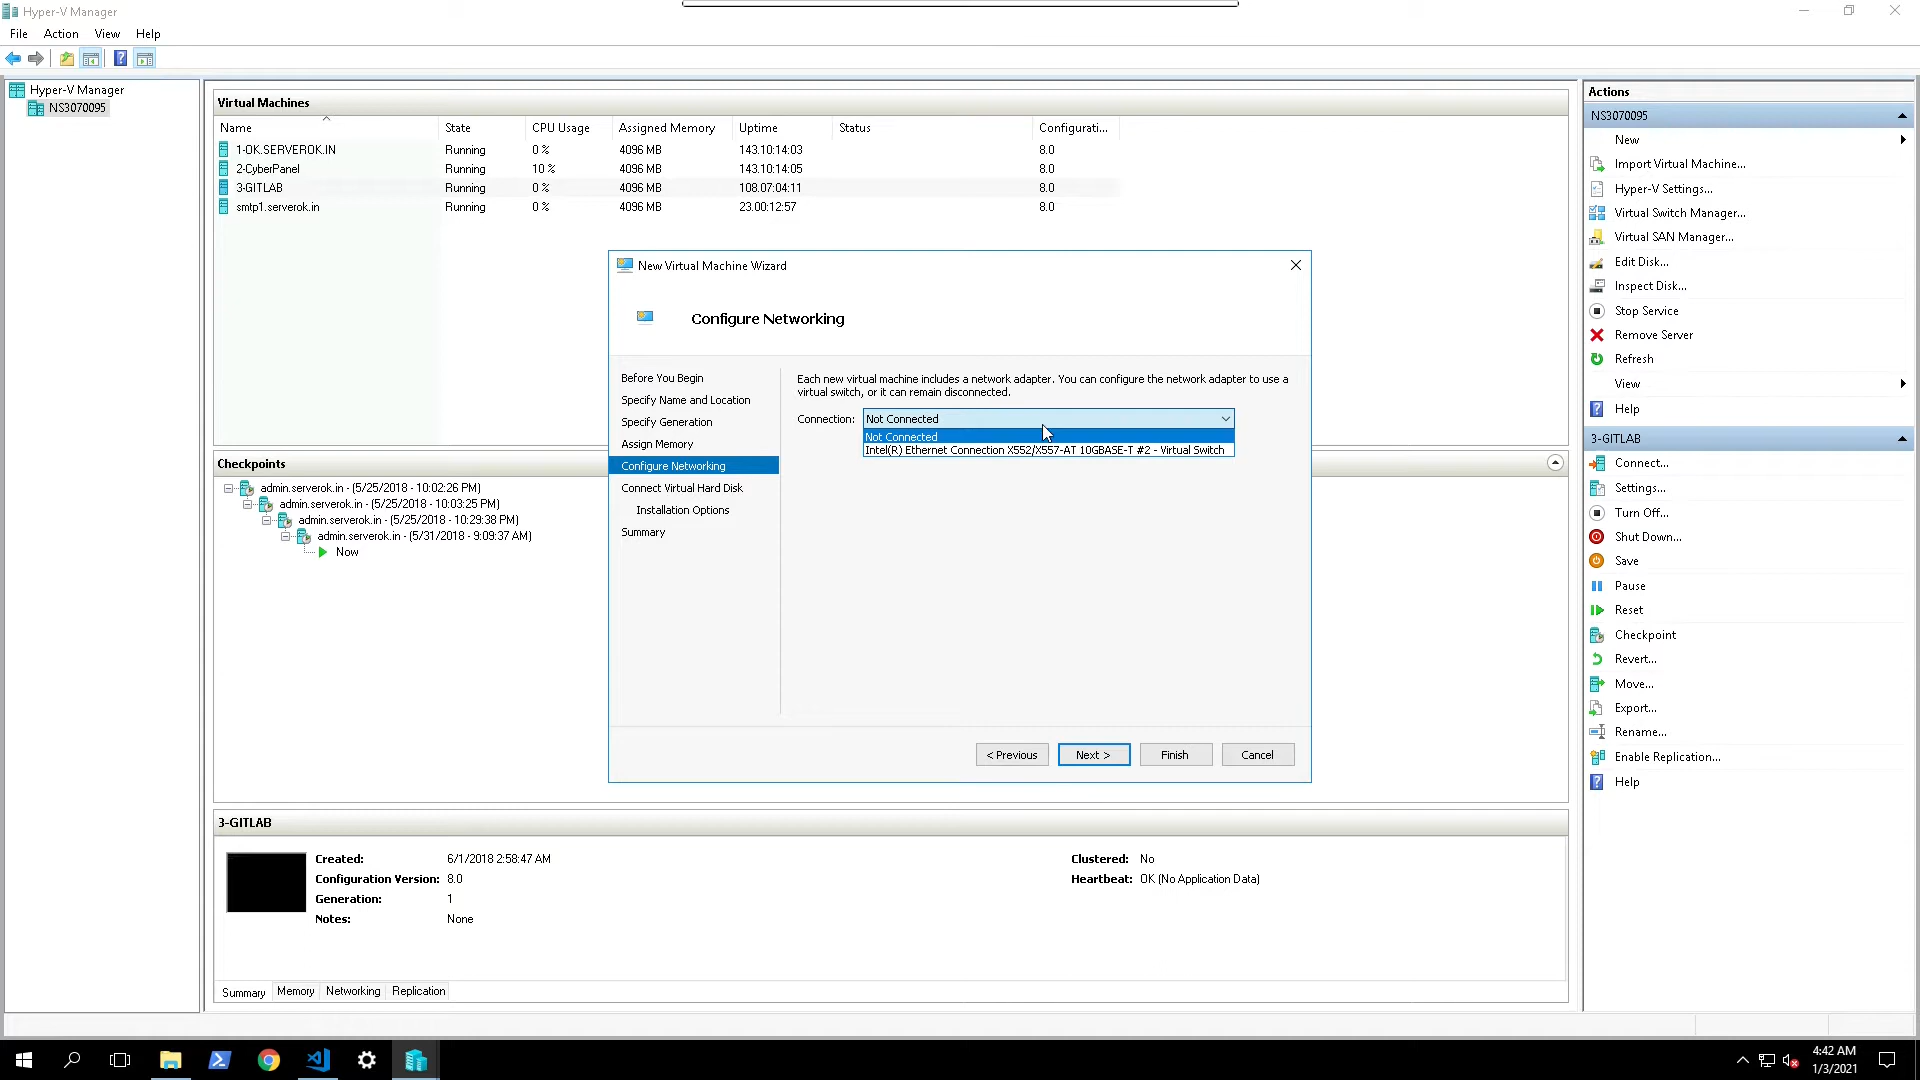 Hyper-V Manager
File Action View Help
Hyper-V Manager
NS3070095
Virtual Machines
Name State CPU Usage Assigned Memory Uptime Status Configurati...
1-OK.SERVEROK.IN Running 0 % 4096 MB 143.10:14:03 8.0
2-CyberPanel Running 10 % 4096 MB 143.10:14:05 8.0
3-GITLAB Running 0 % 4096 MB 108.07:04:11 8.0
smtp1.serverok.in Running 0 % 4096 MB 23.00:12:57 8.0
Checkpoints
admin.serverok.in - (5/25/2018 - 10:02:26 PM)
admin.serverok.in - (5/25/2018 - 10:03:25 PM)
admin.serverok.in - (5/25/2018 - 10:29:38 PM)
admin.serverok.in - (5/31/2018 - 9:09:37 AM)
Now
New Virtual Machine Wizard
Configure Networking
Before You Begin
Specify Name and Location
Specify Generation
Assign Memory
Configure Networking
Connect Virtual Hard Disk
Installation Options
Summary
Each new virtual machine includes a network adapter. You can configure the network adapter to use a
virtual switch, or it can remain disconnected.
Connection: Not Connected
Not Connected
Intel(R) Ethernet Connection X552/X557-AT 10GBASE-T #2 - Virtual Switch
< Previous Next > Finish Cancel
3-GITLAB
Created: 6/1/2018 2:58:47 AM Clustered: No
Configuration Version: 8.0 Heartbeat: OK (No Application Data)
Generation: 1
Notes: None
Summary Memory Networking Replication
Actions
NS3070095
New
Import Virtual Machine...
Hyper-V Settings...
Virtual Switch Manager...
Virtual SAN Manager...
Edit Disk...
Inspect Disk...
Stop Service
Remove Server
Refresh
View
Help
3-GITLAB
Connect...
Settings...
Turn Off...
Shut Down...
Save
Pause
Reset
Checkpoint
Revert...
Move...
Export...
Rename...
Enable Replication...
Help
4:42 AM
1/3/2021